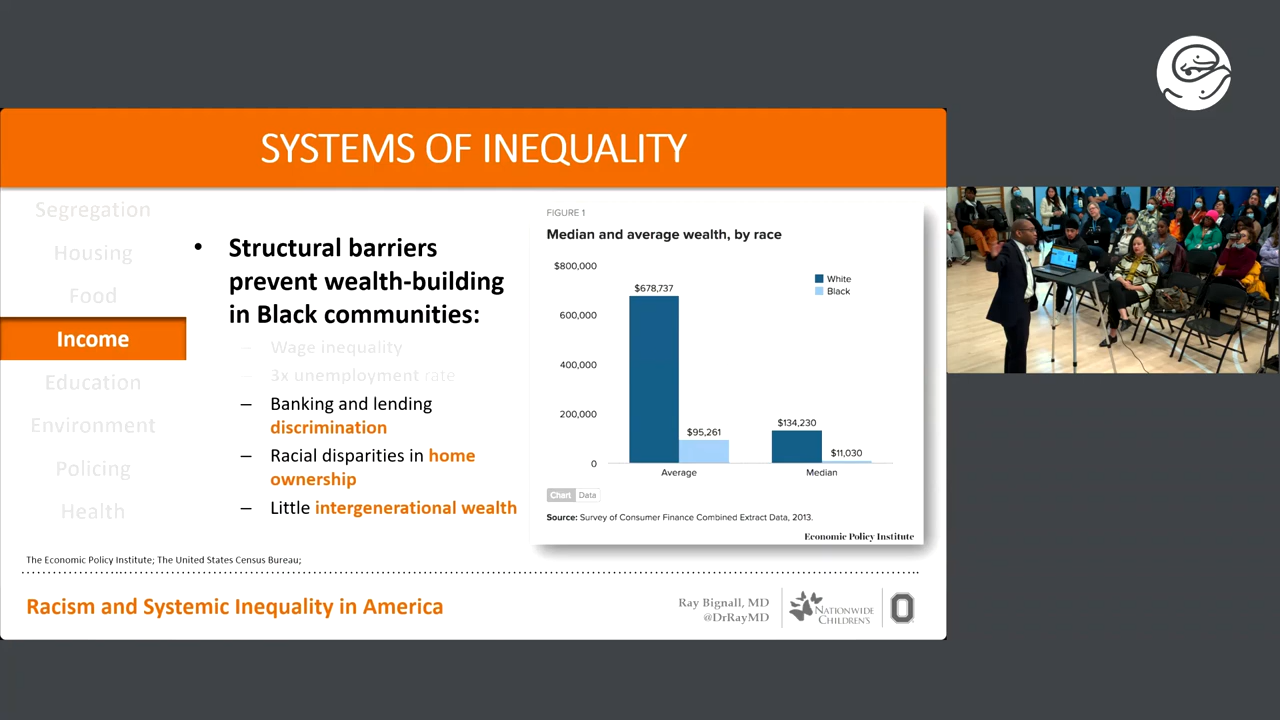 SYSTEMS OF INEQUALITY
Segregation
Housing
Food
Income
Education
Environment
Policing
Health
• Structural barriers
prevent wealth-building
in Black communities:
– Wage inequality
– 3x unemployment rate
– Banking and lending
discrimination
– Racial disparities in home
ownership
– Little intergenerational wealth
FIGURE 1
Median and average wealth, by race
$800,000
600,000
400,000
200,000
0
$678,737
$95,261
$134,230
$11,030
White
Black
Average
Median
Chart Data
Source: Survey of Consumer Finance Combined Extract Data, 2013.
Economic Policy Institute
The Economic Policy Institute; The United States Census Bureau;
Racism and Systemic Inequality in America
Ray Bignall, MD
@DrRayMD
NATIONWIDE
CHILDREN'S
O